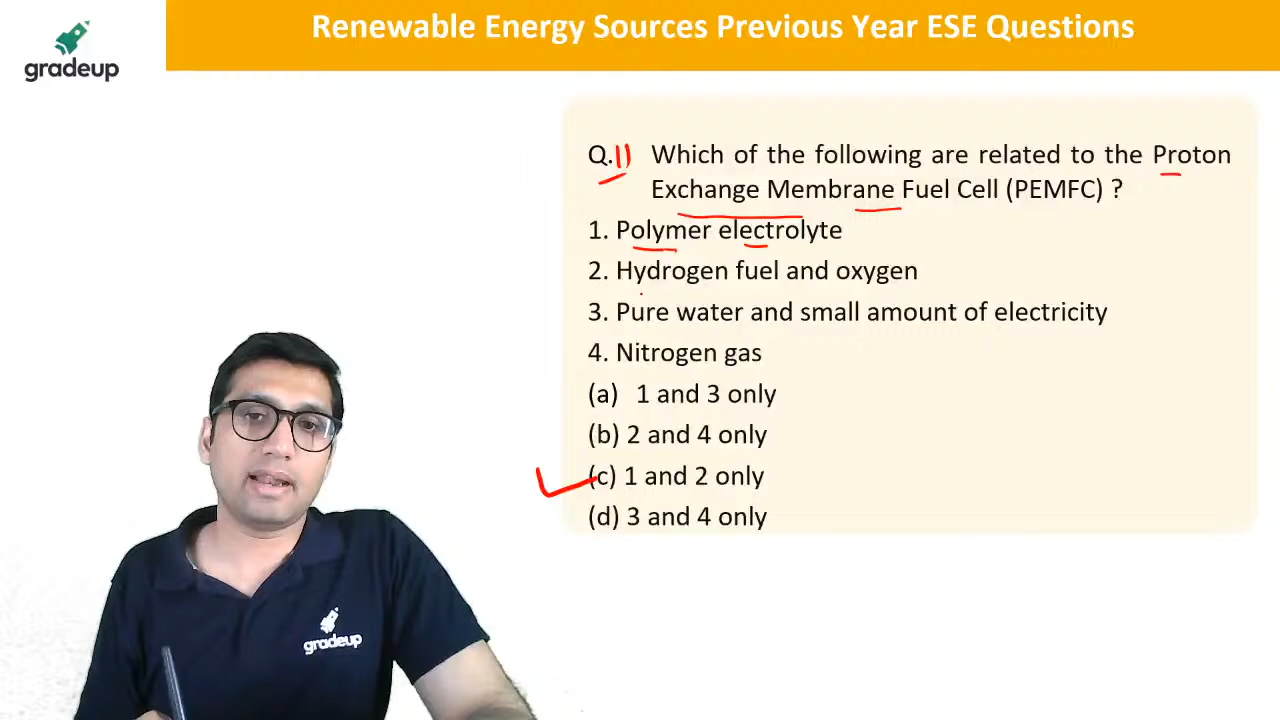 Renewable Energy Sources Previous Year ESE Questions
gradeup
Q.11 Which of the following are related to the Proton
Exchange Membrane Fuel Cell (PEMFC) ?
1. Polymer electrolyte
2. Hydrogen fuel and oxygen
3. Pure water and small amount of electricity
4. Nitrogen gas
(a) 1 and 3 only
(b) 2 and 4 only
(c) 1 and 2 only
(d) 3 and 4 only
gradeup